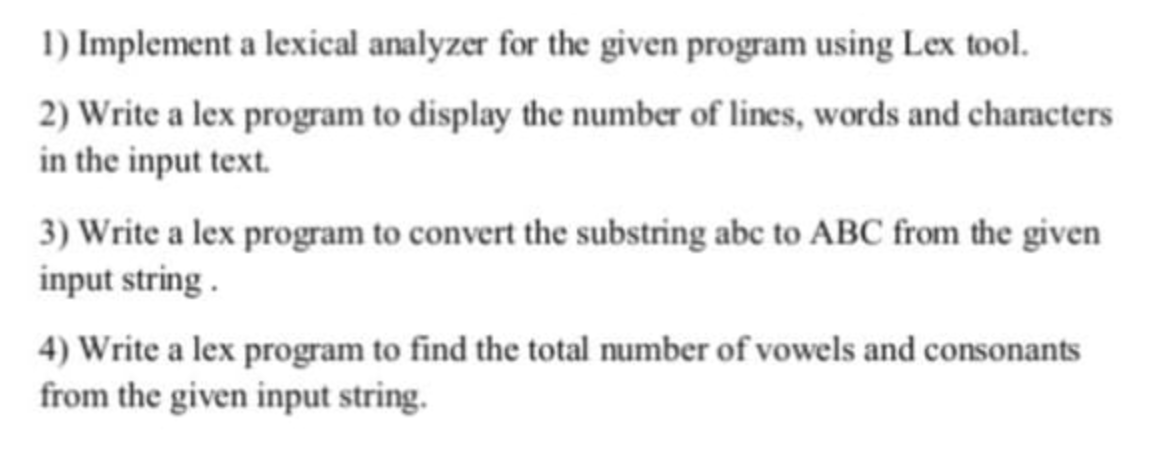 1) Implement a lexical analyzer for the given program using Lex tool.
2) Write a lex program to display the number of lines, words and characters
in the input text.
3) Write a lex program to convert the substring abc to ABC from the given
input string .
4) Write a lex program to find the total number of vowels and consonants
from the given input string.